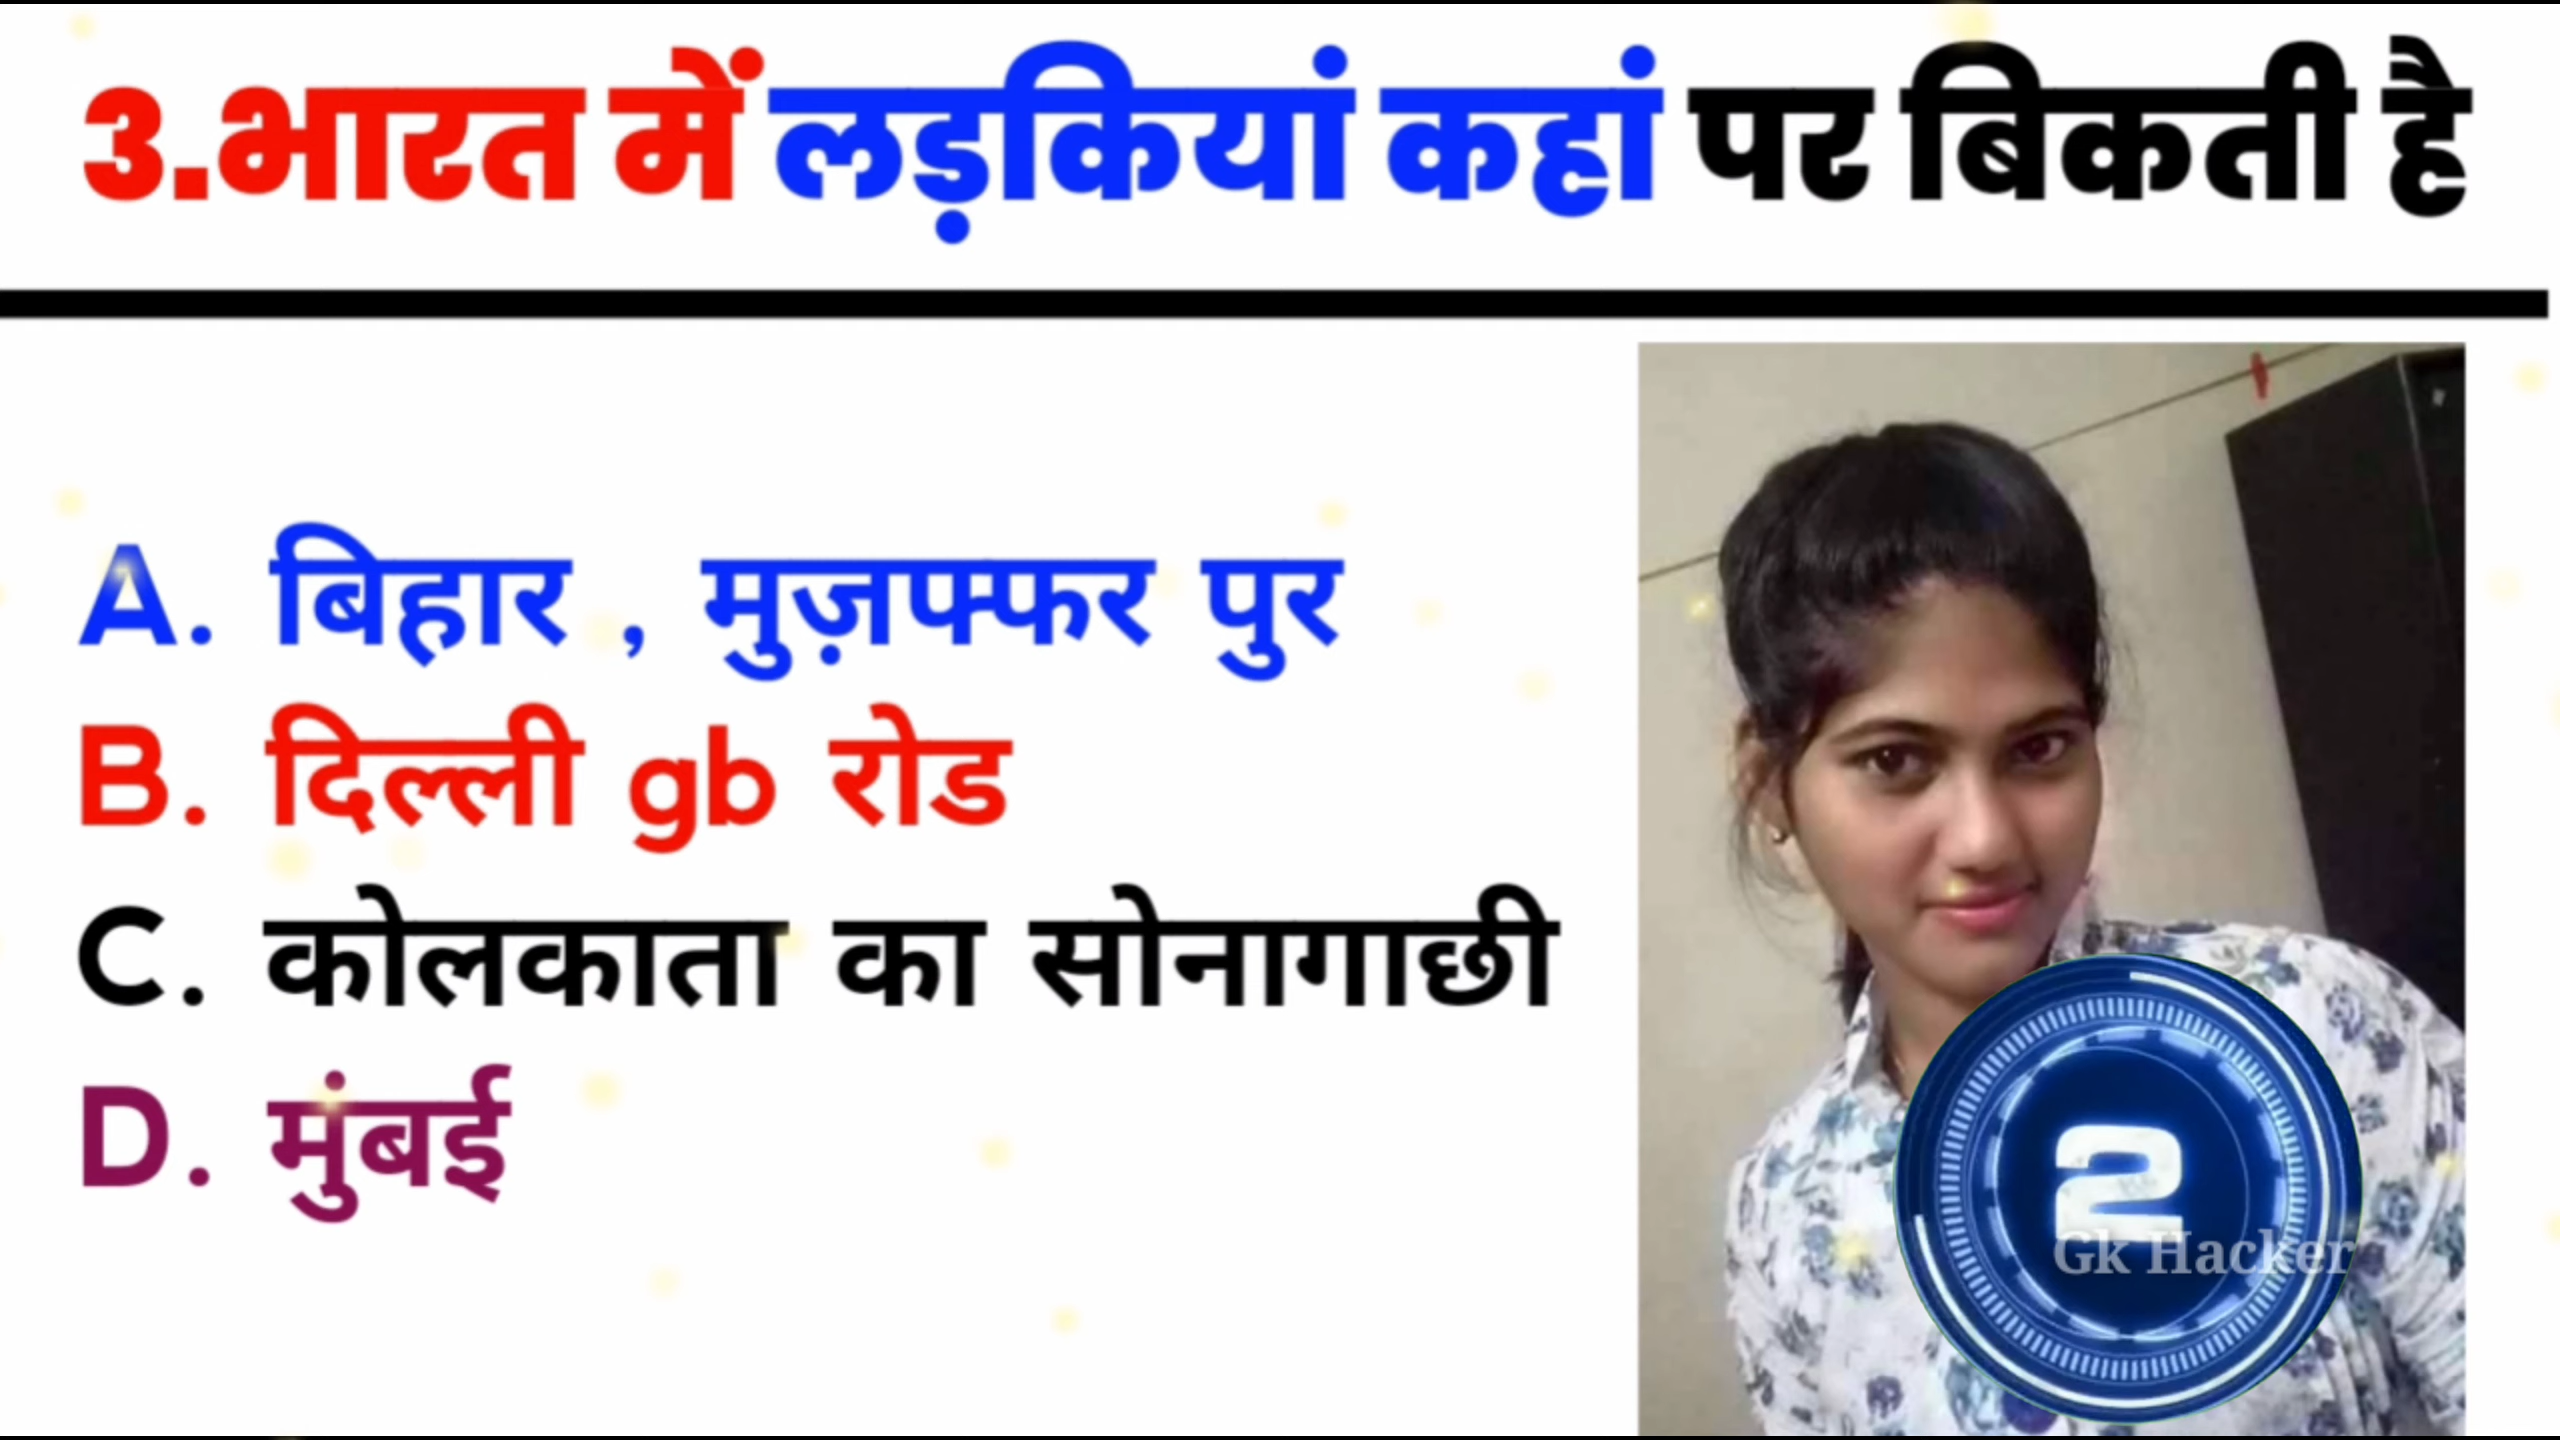 3.भारत में लड़कियां कहां पर बिकती है
A. बिहार , मुज़फ्फर पुर
B. दिल्ली gb रोड
C. कोलकाता का सोनागाछी
D. मुंबई
2
Gk Hacker